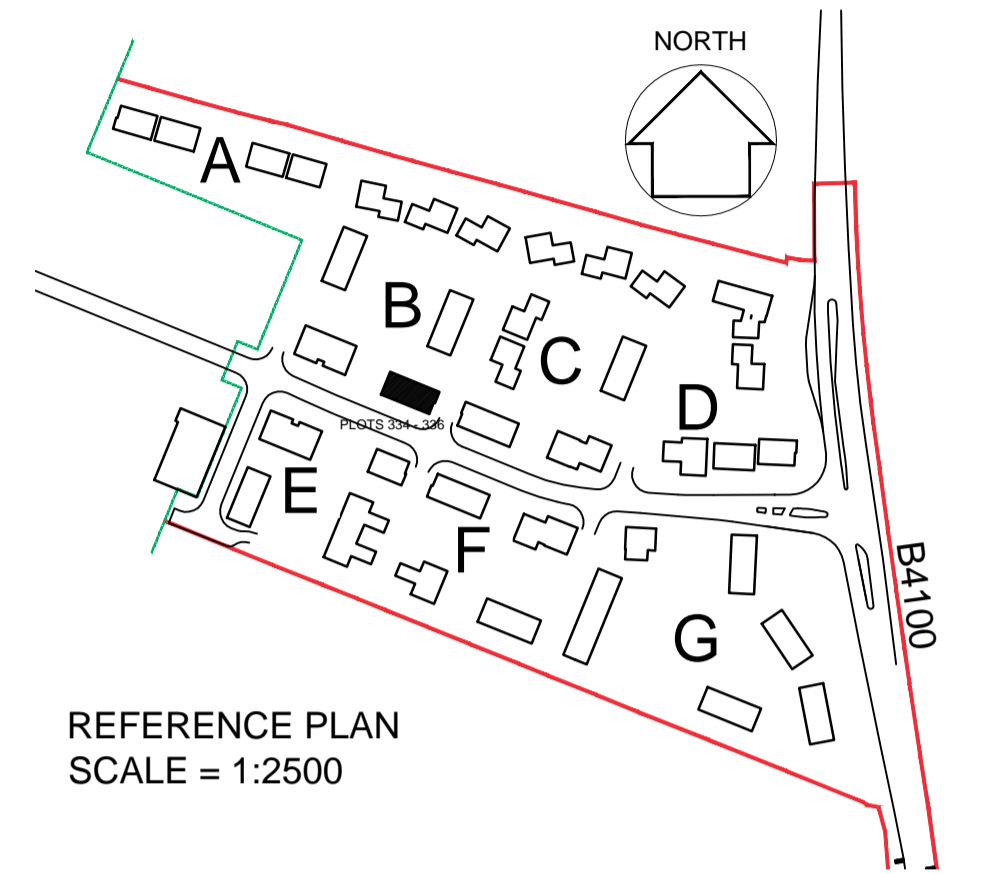 NORTH
A
B
C
D
PLOTS 334 - 336
E
F
G
B4100
REFERENCE PLAN
SCALE = 1:2500